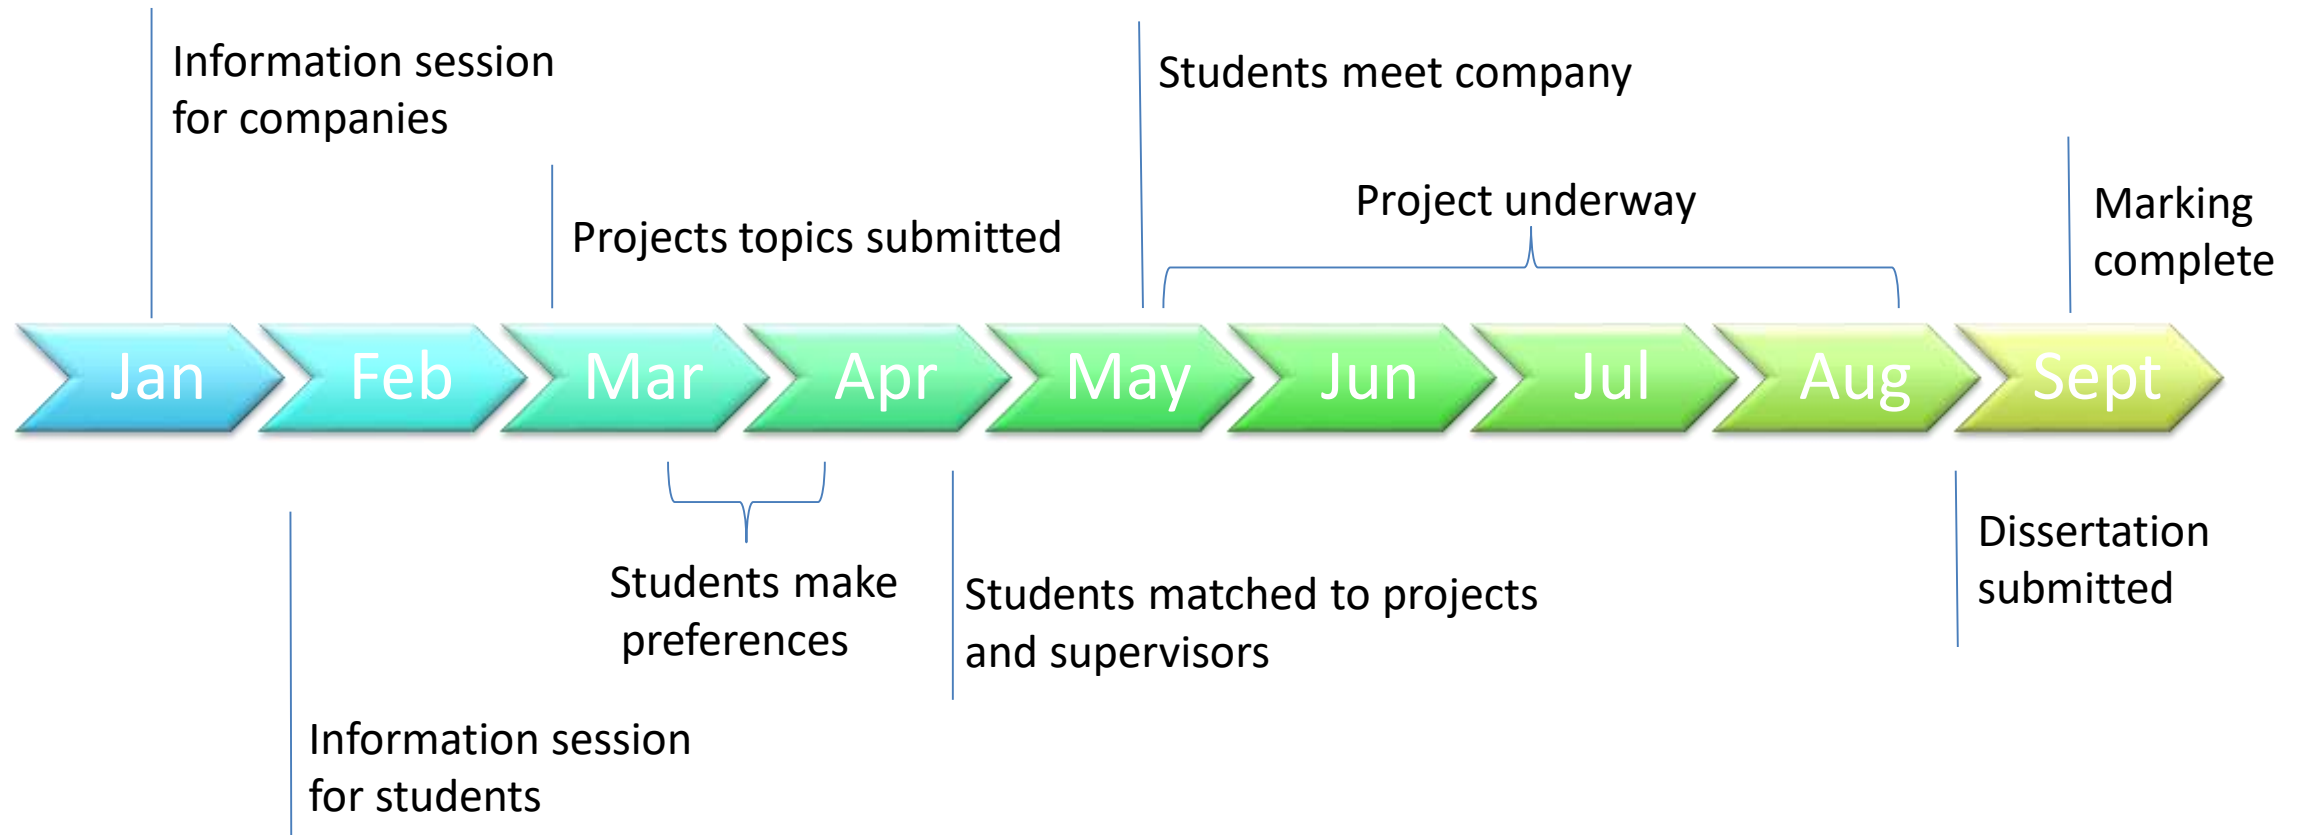 Information session
for companies
Students meet company
Projects topics submitted
Project underway
Marking
complete
Jan
Feb
Mar
Apr
May
Jun
Jul
Aug
Sept
Students make
preferences
Students matched to projects
and supervisors
Dissertation
submitted
Information session
for students